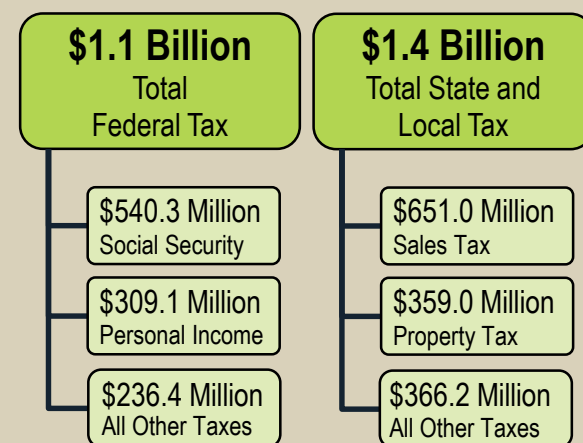 $1.1 Billion
Total
Federal Tax
$540.3 Million
Social Security
$309.1 Million
Personal Income
$236.4 Million
All Other Taxes
$1.4 Billion
Total State and
Local Tax
$651.0 Million
Sales Tax
$359.0 Million
Property Tax
$366.2 Million
All Other Taxes